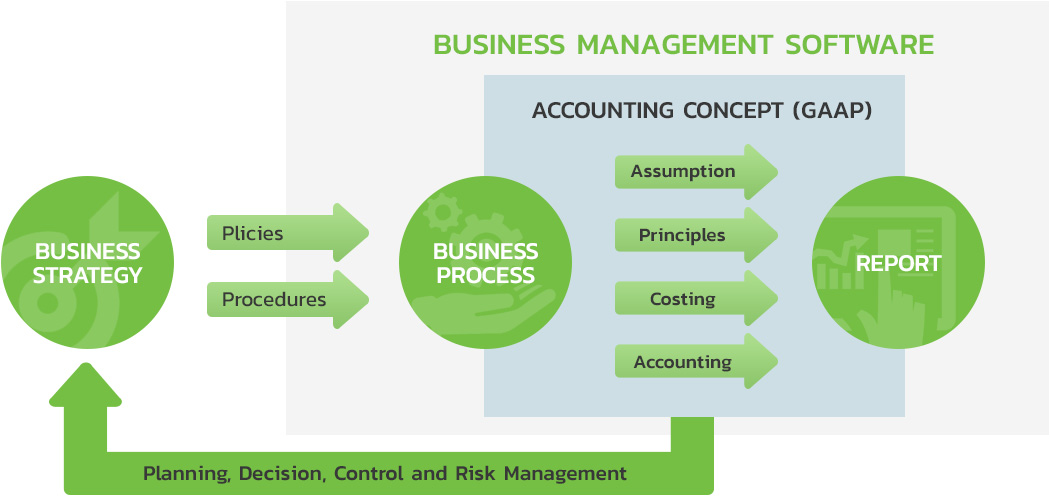 BUSINESS MANAGEMENT SOFTWARE
ACCOUNTING CONCEPT (GAAP)
BUSINESS
STRATEGY
Plicies
Procedures
BUSINESS
PROCESS
Assumption
Principles
Costing
Accounting
REPORT
Planning, Decision, Control and Risk Management